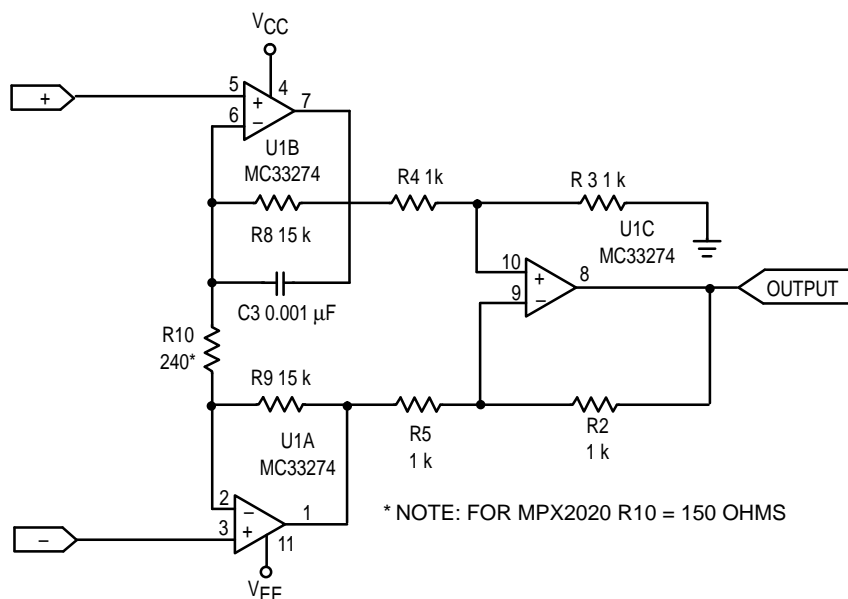 VCC
+
5
4
7
+
6
–
U1B
MC33274
R4 1k
R 3 1 k
R8 15 k
U1C
MC33274
10
8
+
9
–
OUTPUT
C3 0.001 µF
R10
240*
R9 15 k
R5
1 k
R2
1 k
U1A
MC33274
2
–
1
3
+
11
–
* NOTE: FOR MPX2020 R10 = 150 OHMS
VEE